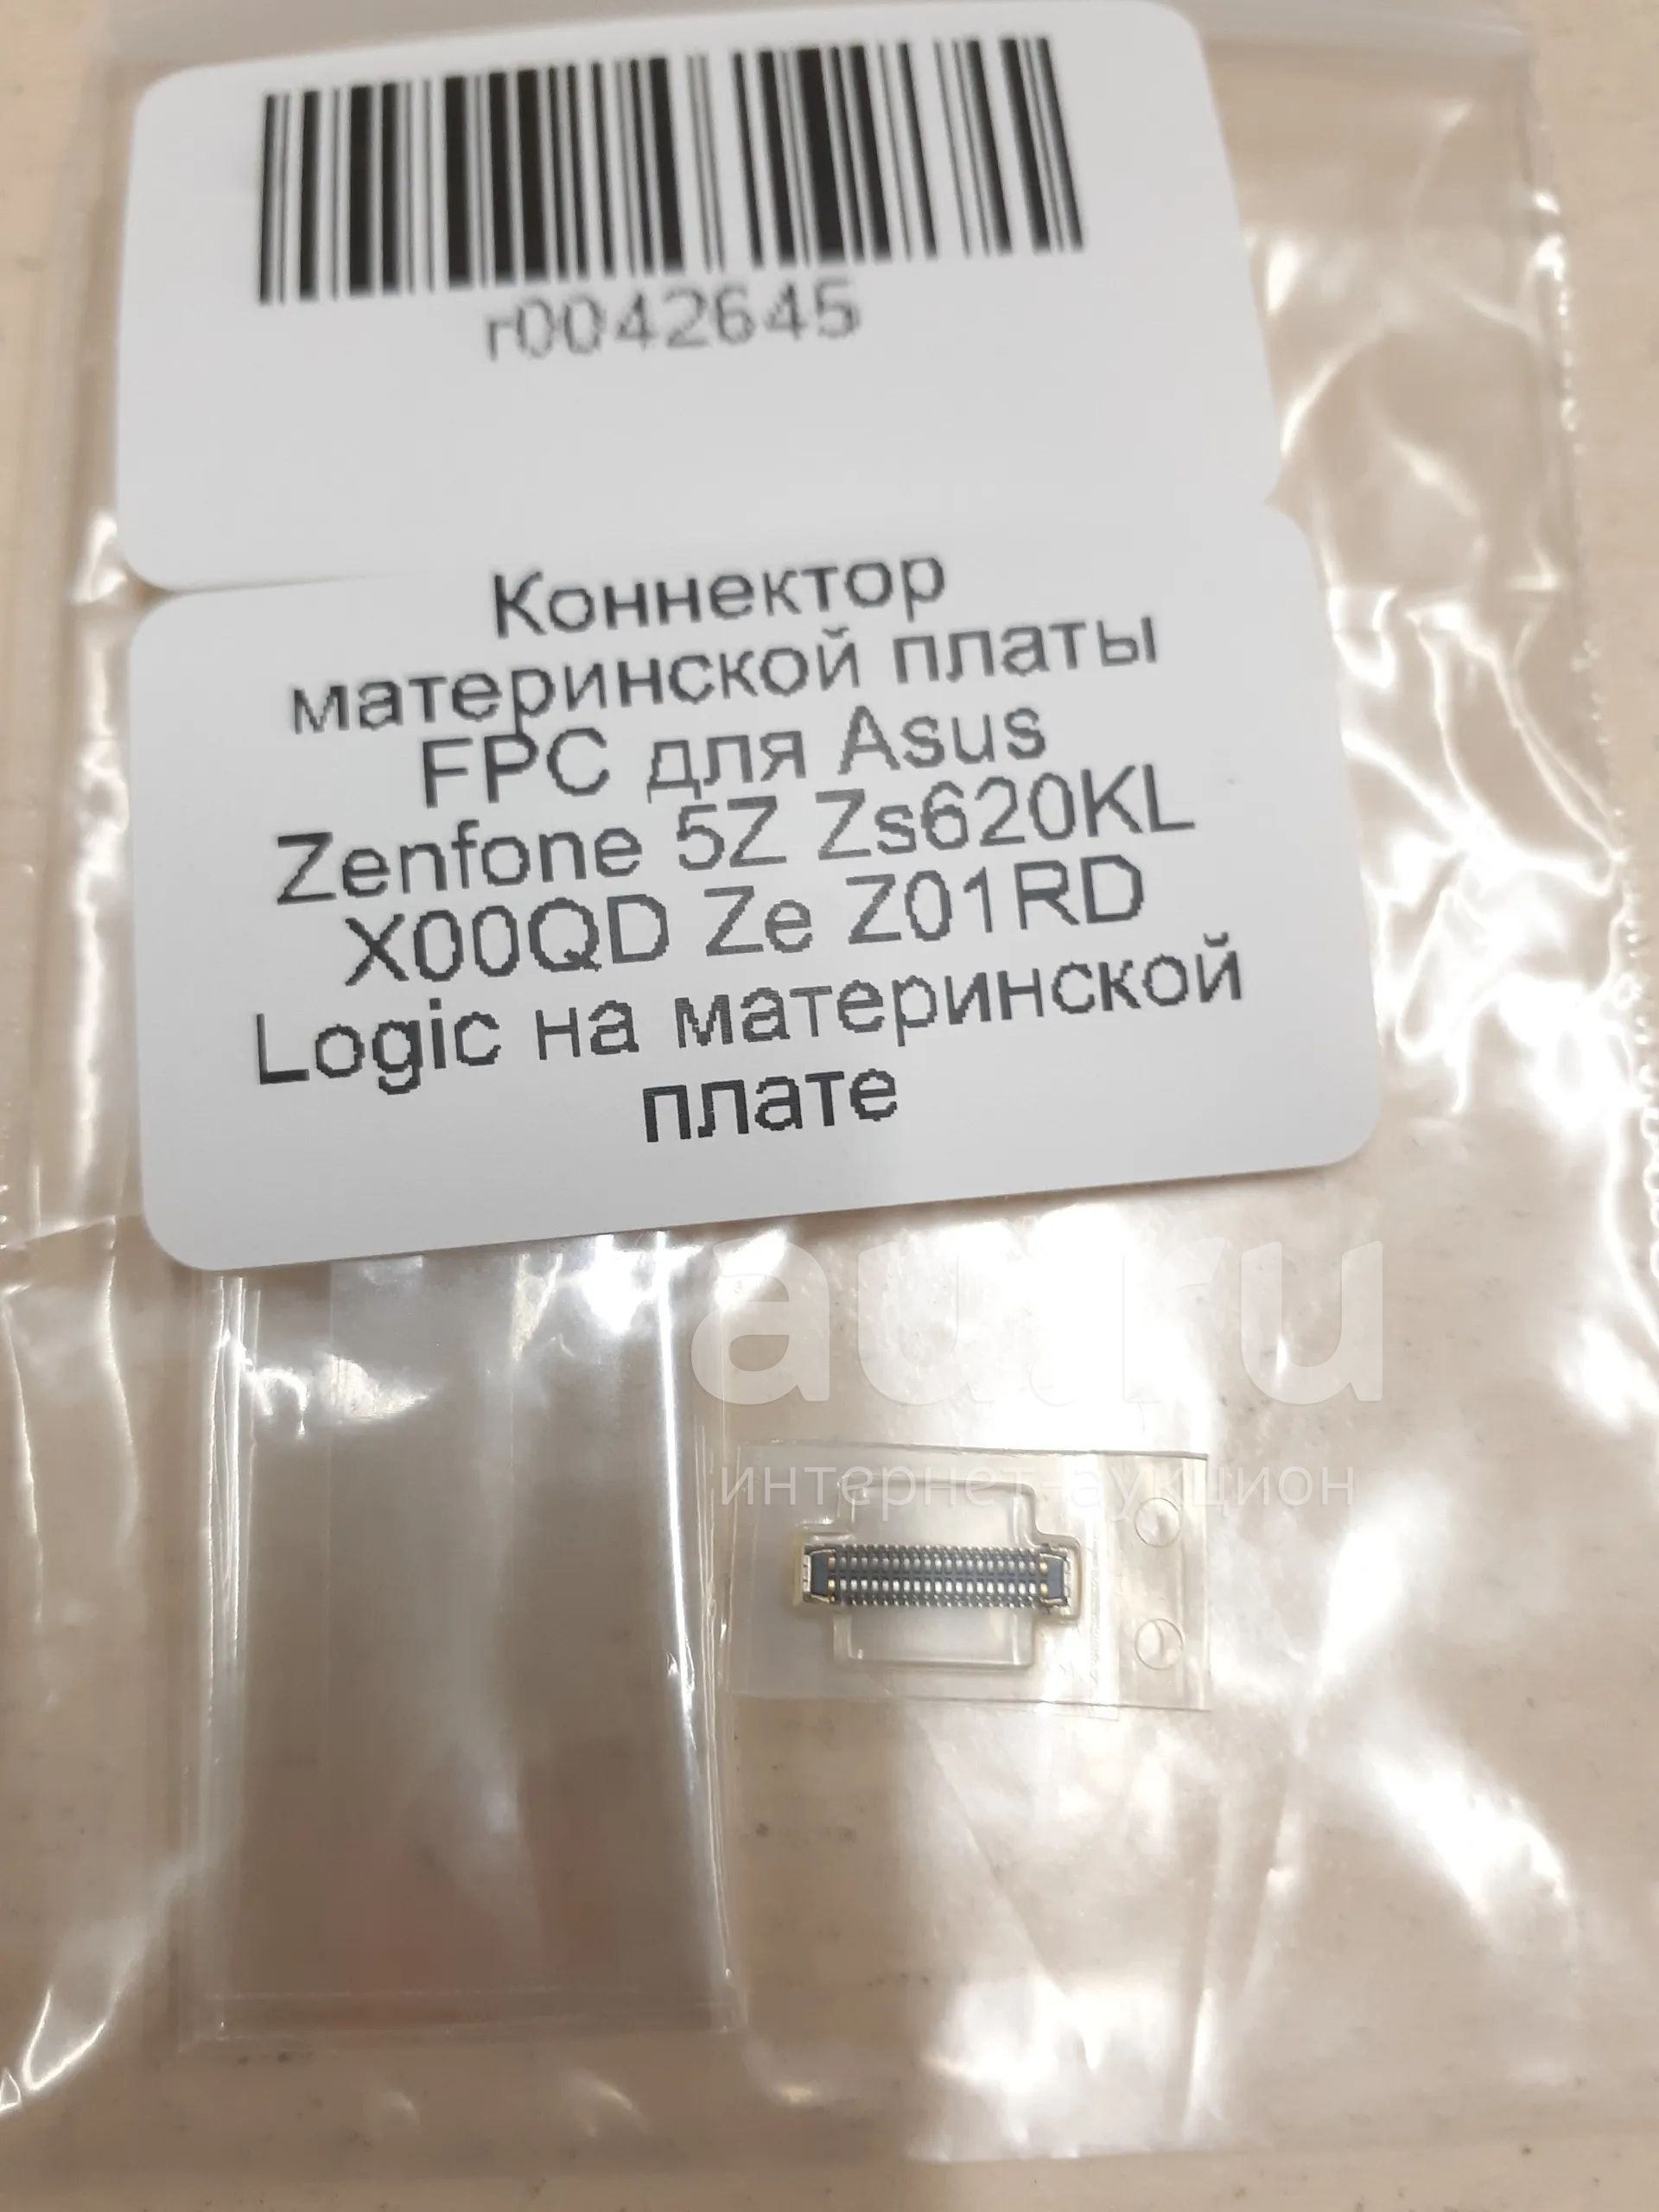 r0042645
Коннектор
материнской платы
FPC для Asus
Zenfone 5Z Zs620KL
X00QD Ze Z01RD
Logic на материнской
плате
au.ru
интернет-аукцион